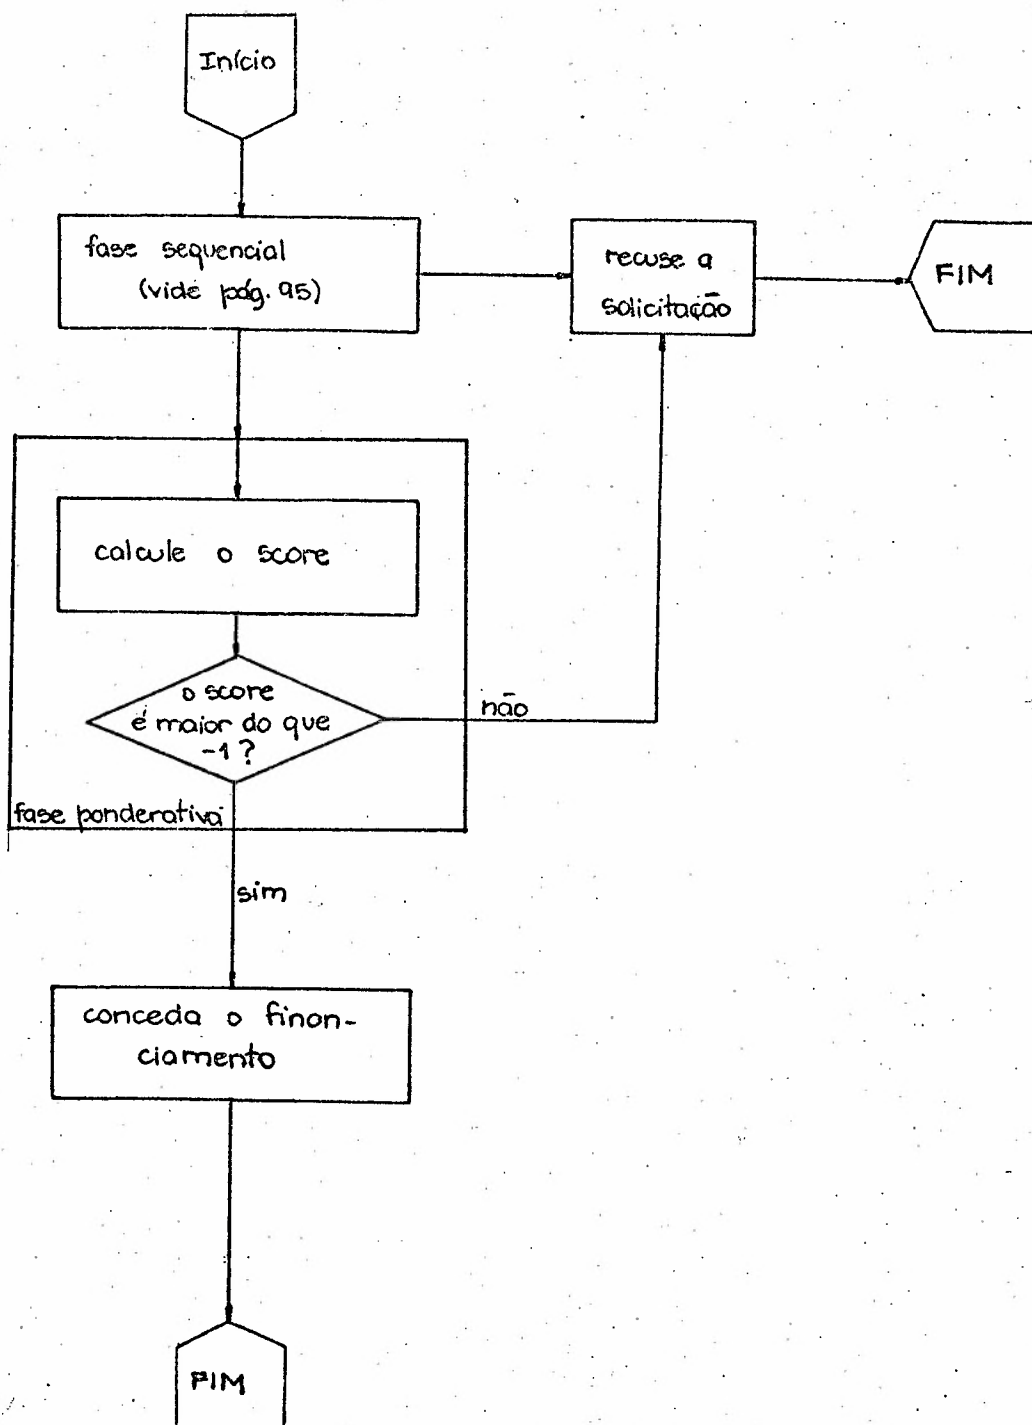 Início
fase sequencial
(vide pág. 95)
recuse a
solicitação
FIM
calcule o score
o score
é maior do que
-1?
não
fase ponderativa
sim
conceda o finan-
ciamento
FIM